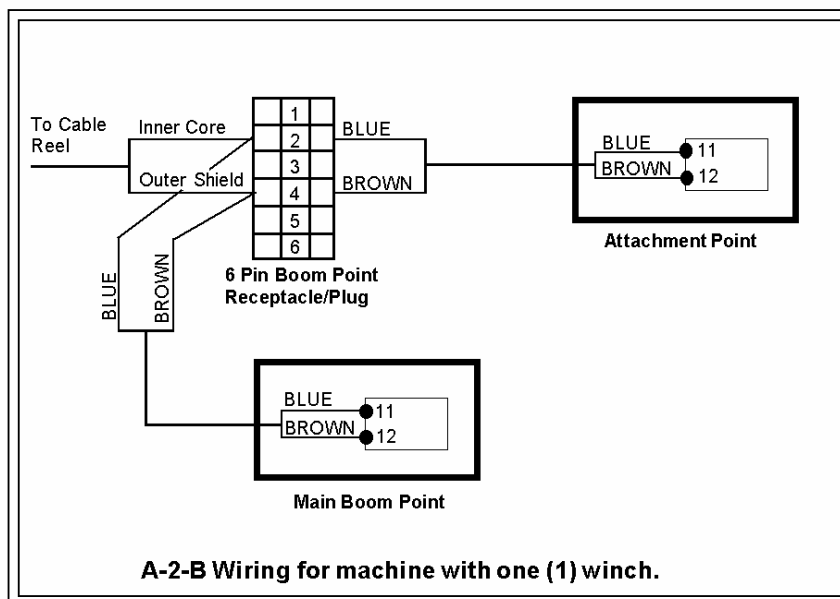 To Cable
Reel
Inner Core
Outer Shield
1
2
3
4
5
6
BLUE
BROWN
BLUE
BROWN
11
12
Attachment Point
6 Pin Boom Point
Receptacle/Plug
BLUE
BROWN
BLUE
BROWN
11
12
Main Boom Point
A-2-B Wiring for machine with one (1) winch.